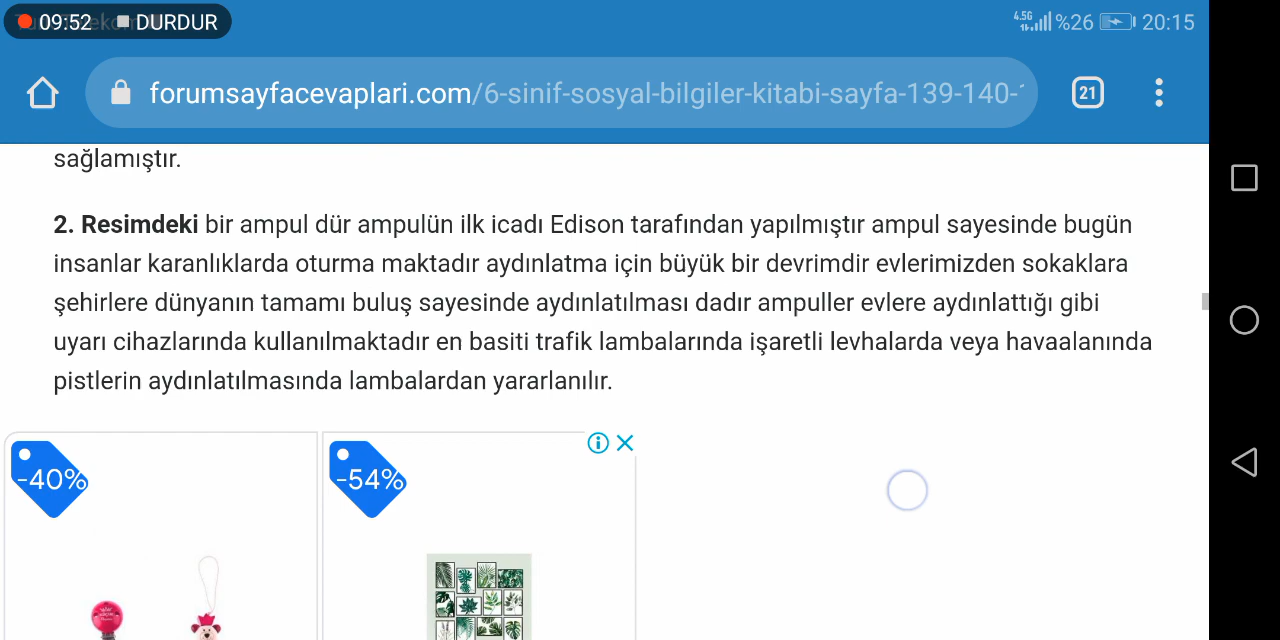 09:52 DURDUR
4.5G %26 20:15
forumsayfacevaplari.com/6-sinif-sosyal-bilgiler-kitabi-sayfa-139-140-
21
sağlamıştır.
2. Resimdeki bir ampul dür ampulün ilk icadı Edison tarafından yapılmıştır ampul sayesinde bugün
insanlar karanlıklarda oturma maktadır aydınlatma için büyük bir devrimdir evlerimizden sokaklara
şehirlere dünyanın tamamı buluş sayesinde aydınlatılması dadır ampuller evlere aydınlattığı gibi
uyarı cihazlarında kullanılmaktadır en basiti trafik lambalarında işaretli levhalarda veya havaalanında
pistlerin aydınlatılmasında lambalardan yararlanılır.
-40% -54%